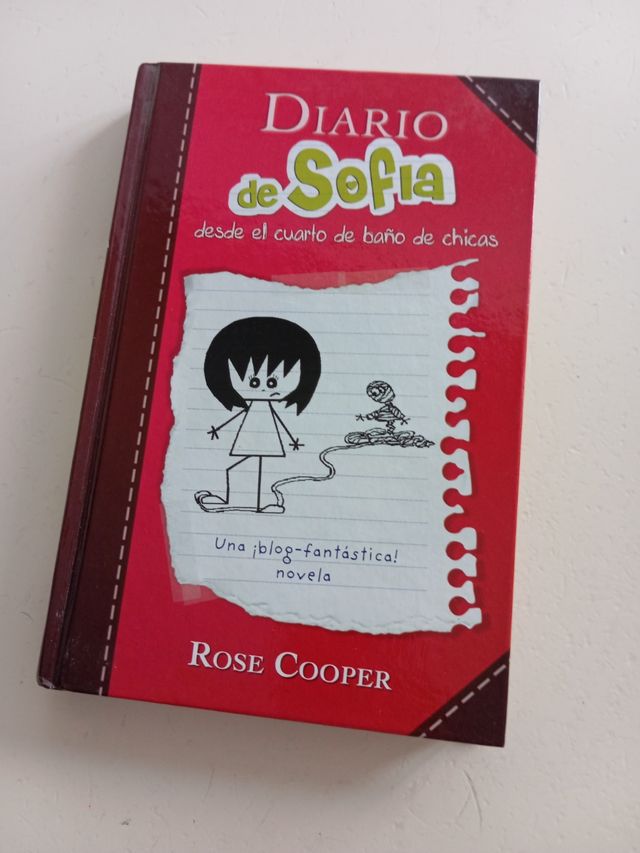 DIARIO
de Sofia
desde el cuarto de baño de chicas
Una ¡blog-fantástica!
novela
ROSE COOPER